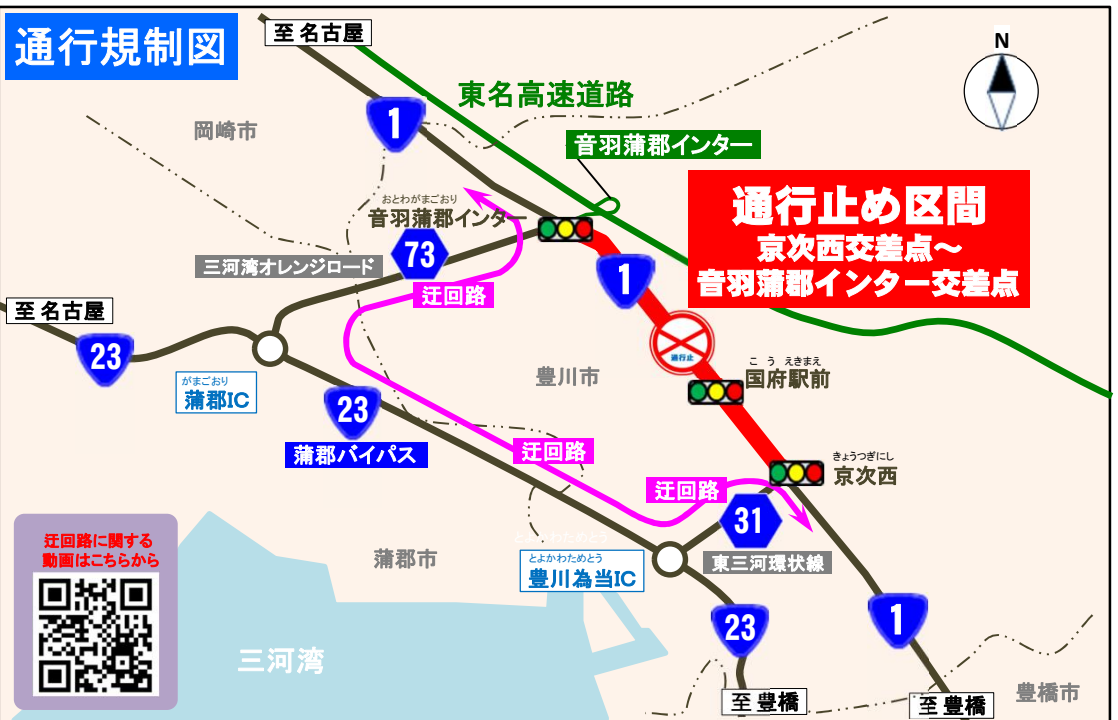 通行規制図
至 名古屋
N
東名高速道路
岡崎市
1
音羽蒲郡インター
通行止め区間
京次西交差点～
音羽蒲郡インター交差点
おとわがまごおり
音羽蒲郡インター
73
三河湾オレンジロード
迂回路
1
至 名古屋
23
通行止
こう えきまえ
国府駅前
豊川市
がまごおり
蒲郡IC
23
蒲郡バイパス
迂回路
きょうつぎにし
京次西
迂回路
31
迂回路に関する
動画はこちらから
蒲郡市
とよかわためとう
とよかわためとう
豊川為当IC
東三河環状線
23
1
三河湾
至 豊橋
至 豊橋
豊橋市